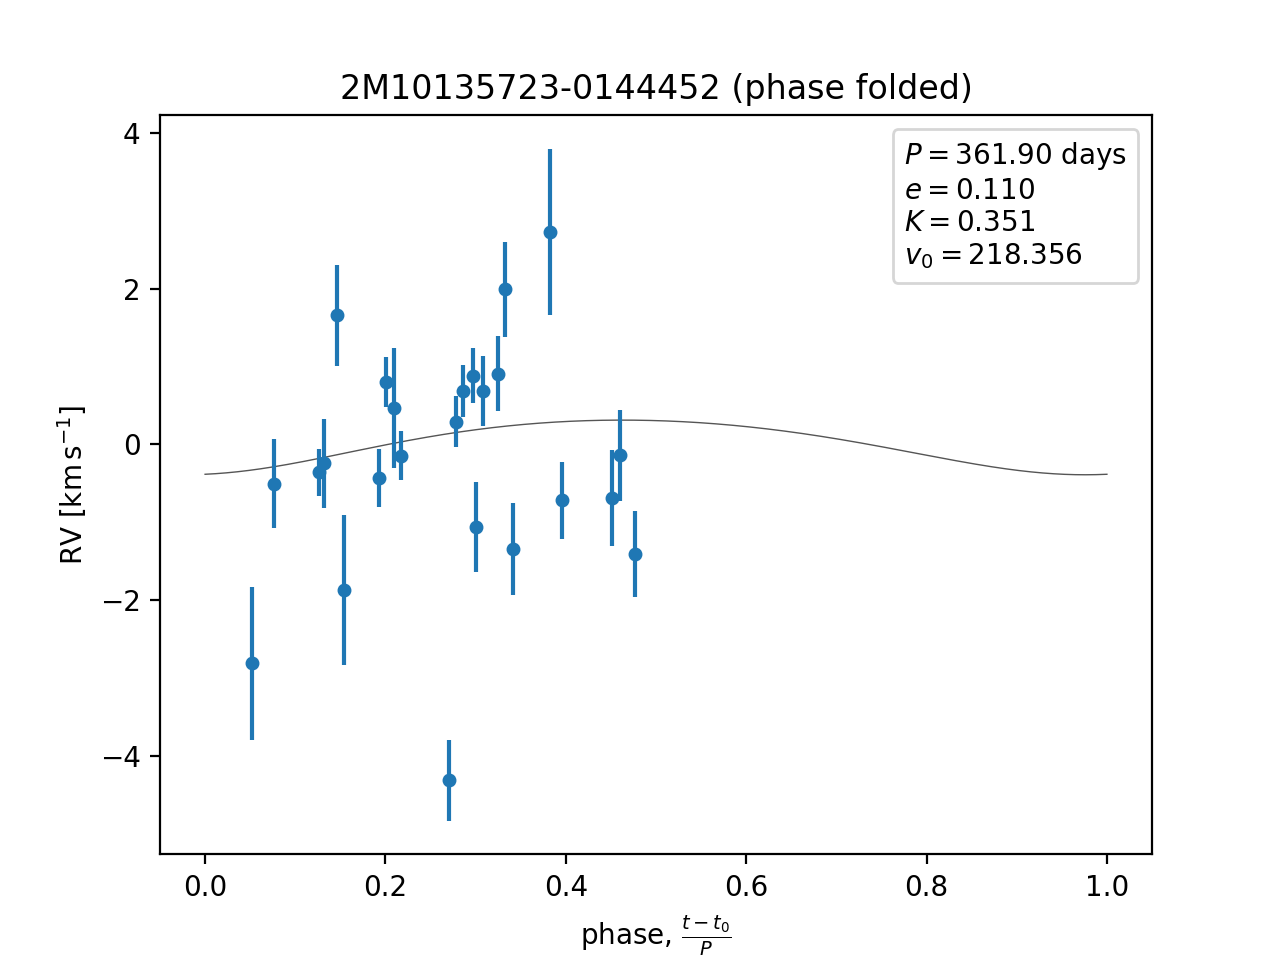 2M10135723-0144452 (phase folded)
P = 361.90 days
e = 0.110
K = 0.351
v₀ = 218.356
4
2
0
−2
−4
RV [km s⁻¹]
0.0 0.2 0.4 0.6 0.8 1.0
phase, (t − t₀)/P